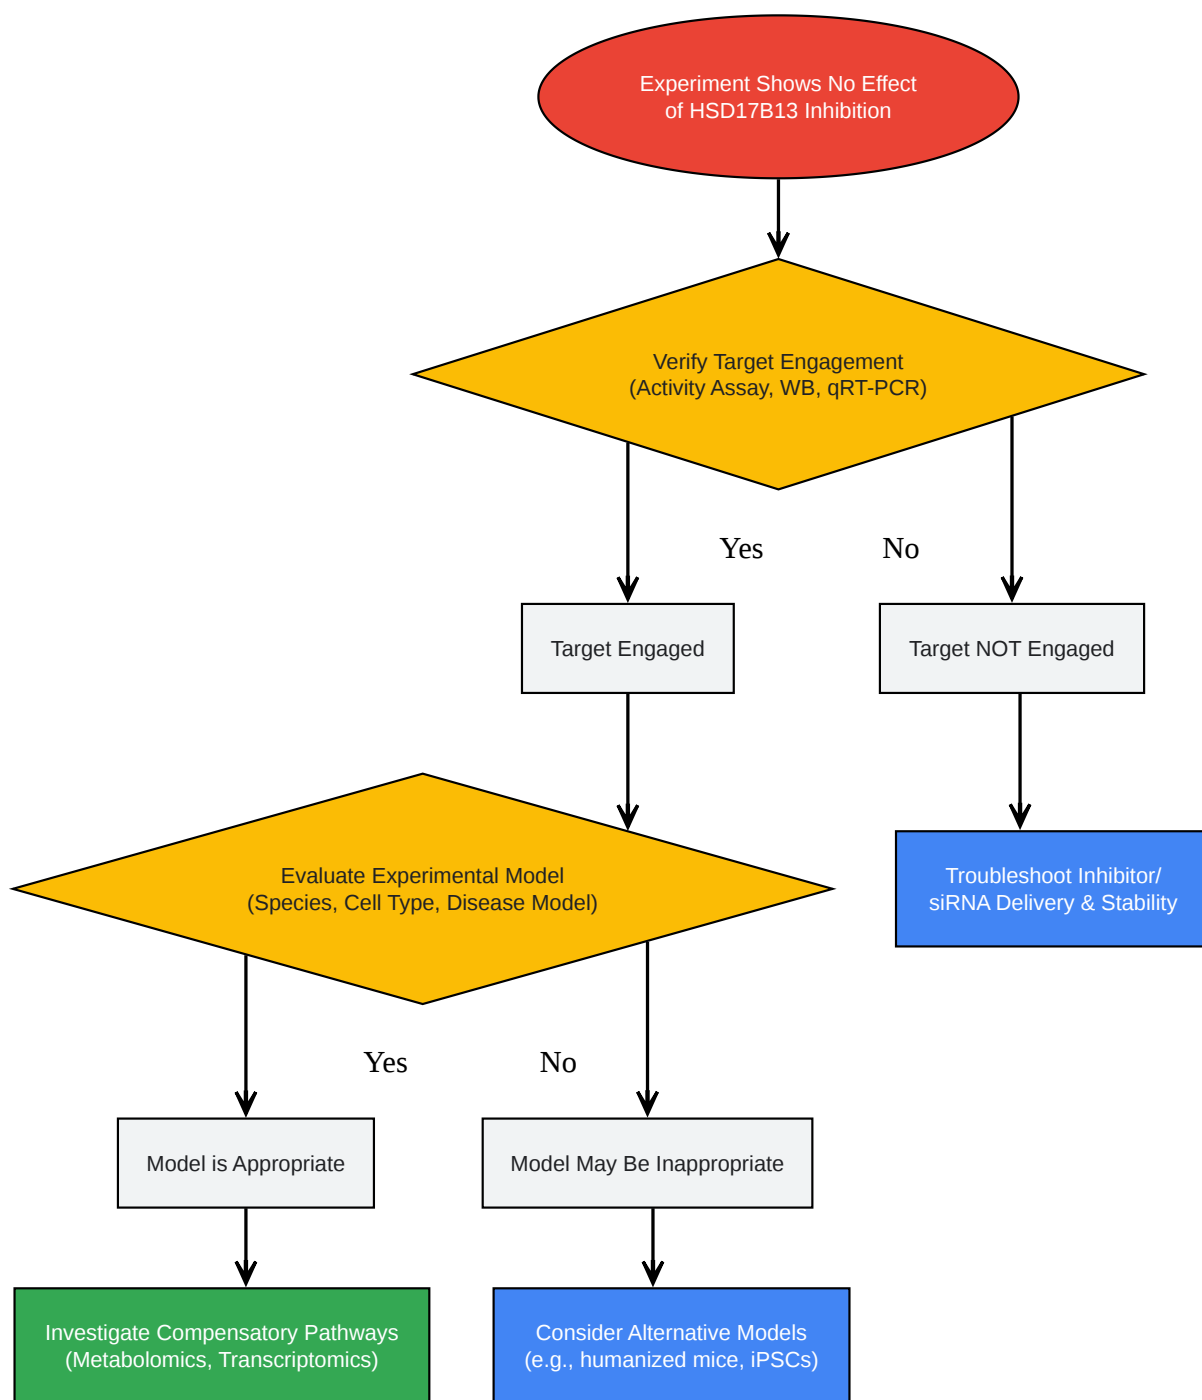 Experiment Shows No Effect
of HSD17B13 Inhibition
Verify Target Engagement
(Activity Assay, WB, qRT-PCR)
Yes
No
Target Engaged
Target NOT Engaged
Evaluate Experimental Model
(Species, Cell Type, Disease Model)
Troubleshoot Inhibitor/
siRNA Delivery & Stability
Yes
No
Model is Appropriate
Model May Be Inappropriate
Investigate Compensatory Pathways
(Metabolomics, Transcriptomics)
Consider Alternative Models
(e.g., humanized mice, iPSCs)